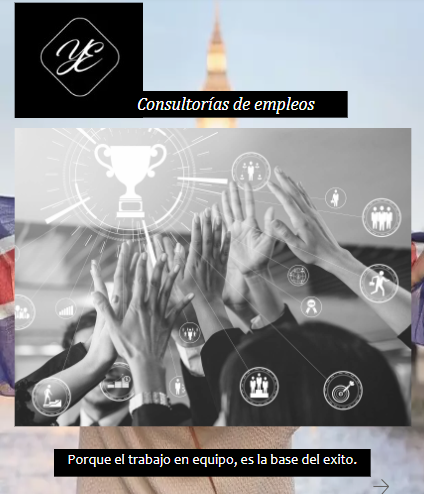 YE
Consultorías de empleos
Porque el trabajo en equipo, es la base del exito.